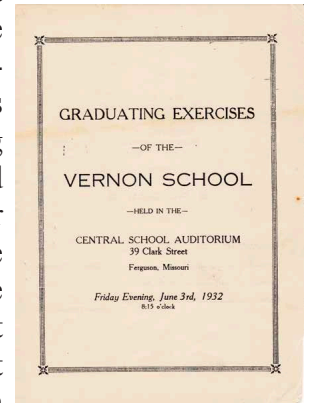 GRADUATING EXERCISES
—OF THE—
VERNON SCHOOL
—HELD IN THE—
CENTRAL SCHOOL AUDITORIUM
39 Clark Street
Ferguson, Missouri
Friday Evening, June 3rd, 1932
8:15 o'clock